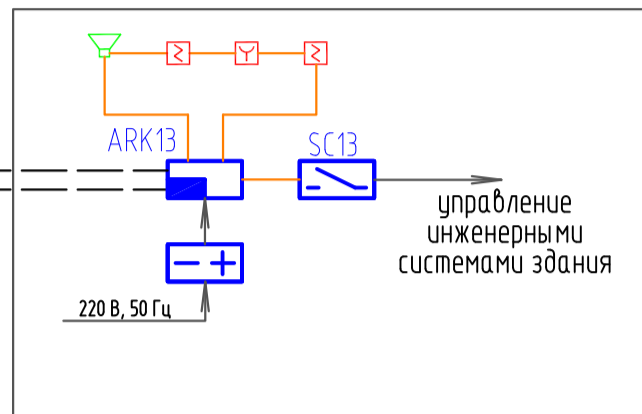 ARK13
SC13
управление
инженерными
системами здания
220 В, 50 Гц